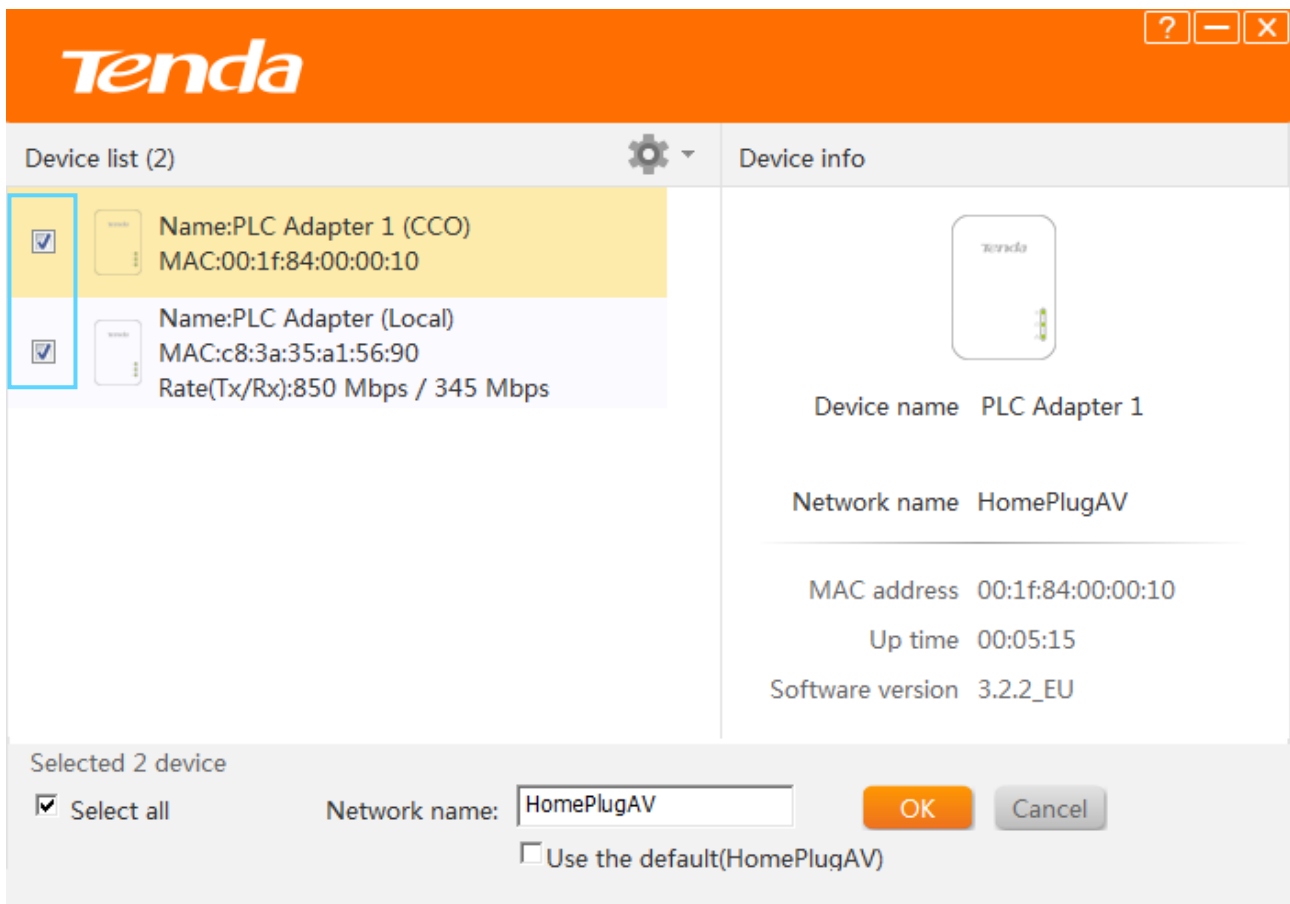 Tenda
?
Device list (2)
Device info
Name:PLC Adapter 1 (CCO)
MAC:00:1f:84:00:00:10
Name:PLC Adapter (Local)
MAC:c8:3a:35:a1:56:90
Rate(Tx/Rx):850 Mbps / 345 Mbps
Tenda
Device name PLC Adapter 1
Network name HomePlugAV
MAC address 00:1f:84:00:00:10
Up time 00:05:15
Software version 3.2.2_EU
Selected 2 device
Select all
Network name: HomePlugAV
OK
Cancel
Use the default(HomePlugAV)